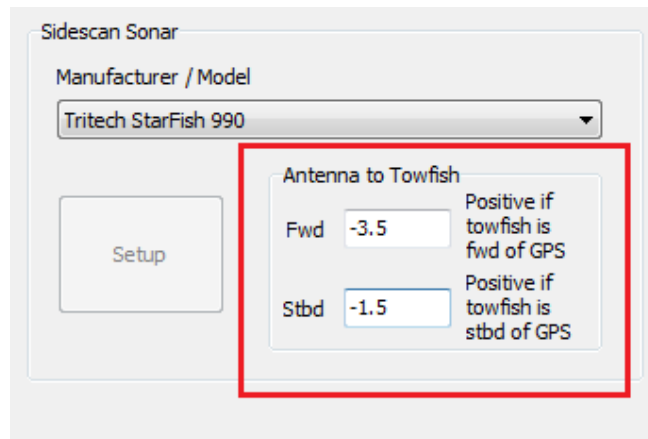 Sidescan Sonar
Manufacturer / Model
Tritech StarFish 990
Setup
Antenna to Towfish
Fwd -3.5 Positive if
towfish is
fwd of GPS
Stbd -1.5 Positive if
towfish is
stbd of GPS